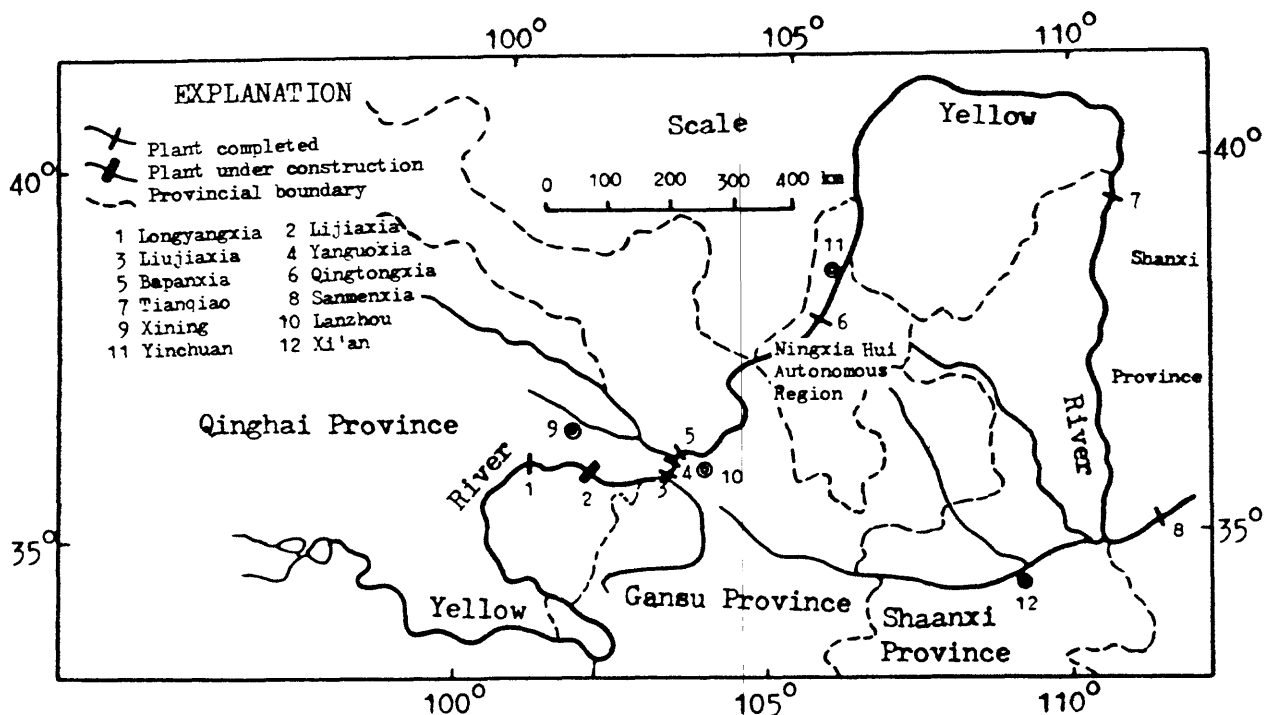 100° 105° 110°
EXPLANATION
Plant completed
Plant under construction
Provincial boundary
Scale
0 100 200 300 400 km
Yellow
40° 40°
1 Longyangxia 2 Lijiaxia
3 Liujiaxia 4 Yanguoxia
5 Bapanxia 6 Qingtongxia
7 Tianqiao 8 Sanmenxia
9 Xining 10 Lanzhou
11 Yinchuan 12 Xi'an
7
11
Shanxi
6
Ningxia Hui
Autonomous
Region
Province
River
Qinghai Province
9
5
4
10
3
River
1
2
8
35° 35°
Yellow
Gansu Province
12
Shaanxi
Province
100° 105° 110°